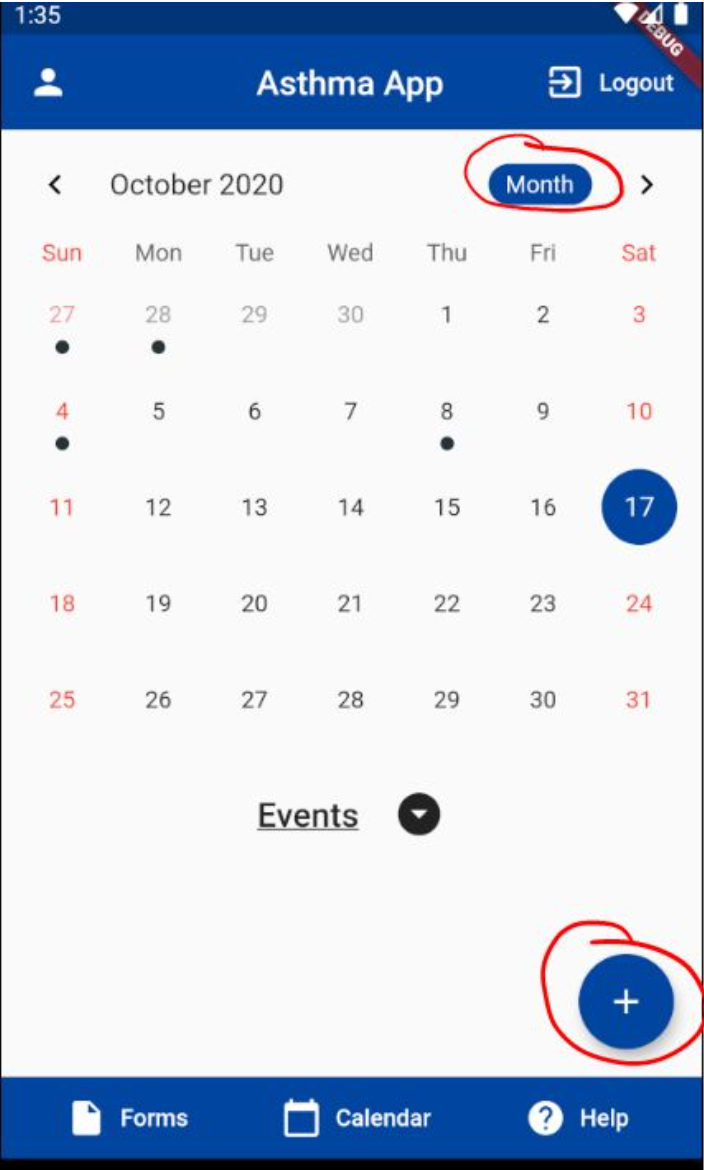 1:35
DEBUG
Asthma App
Logout
October 2020
Month
Sun Mon Tue Wed Thu Fri Sat
27 28 29 30 1 2 3
4 5 6 7 8 9 10
11 12 13 14 15 16 17
18 19 20 21 22 23 24
25 26 27 28 29 30 31
Events
+
Forms
Calendar
? Help